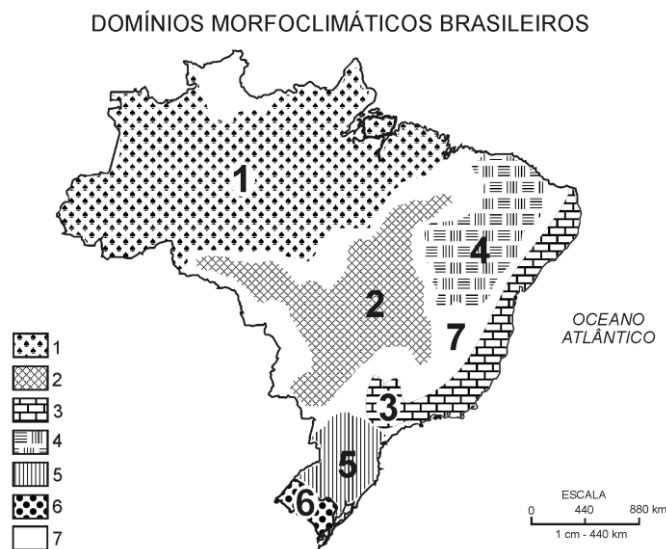 DOMÍNIOS MORFOCLIMÁTICOS BRASILEIROS
1
4
2
OCEANO
ATLÂNTICO
7
3
5
6
1
2
3
4
5
6
7
ESCALA
0 440 880 km
1 cm - 440 km